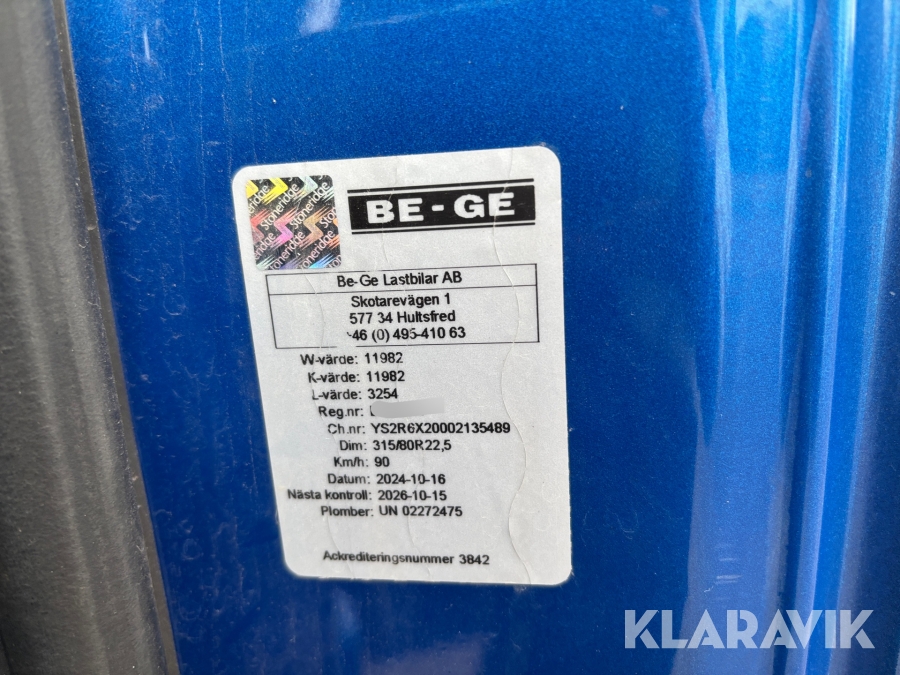 Stoneridge
BE-GE
Be-Ge Lastbilar AB
Skotarevägen 1
577 34 Hultsfred
+46 (0) 495-410 63
W-värde: 11982
K-värde: 11982
L-värde: 3254
Reg.nr:
Ch.nr: YS2R6X20002135489
Dim: 315/80R22,5
Km/h: 90
Datum: 2024-10-16
Nästa kontroll: 2026-10-15
Plomber: UN 02272475
Ackrediteringsnummer 3842
KLARAVIK